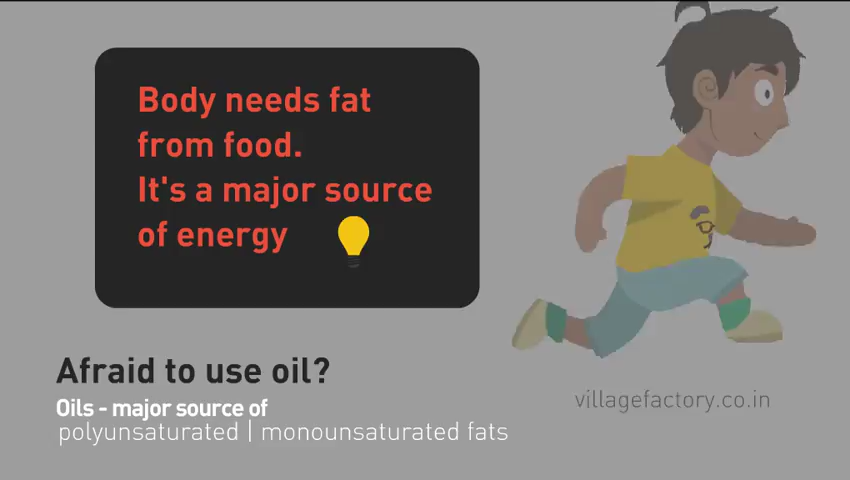 Body needs fat
from food.
It's a major source
of energy
Afraid to use oil?
Oils - major source of
polyunsaturated | monounsaturated fats
villagefactory.co.in